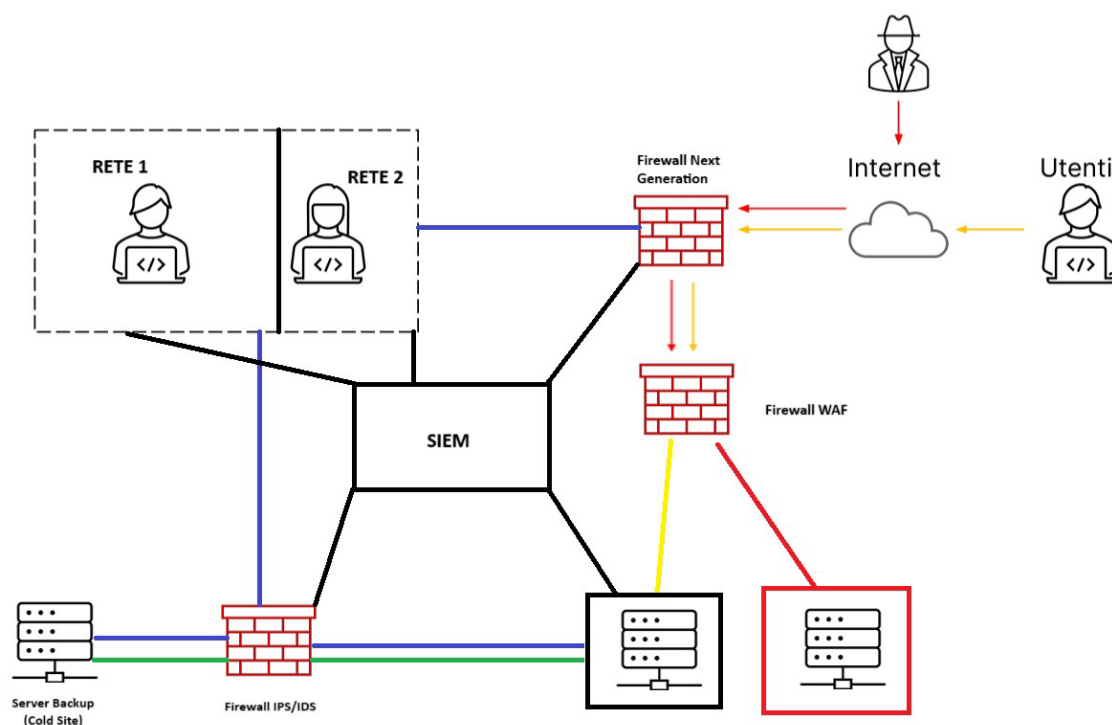 Internet
Utenti
Firewall Next
Generation
RETE 1
RETE 2
</>
</>
</>
Firewall WAF
SIEM
Server Backup
(Cold Site)
Firewall IPS/IDS